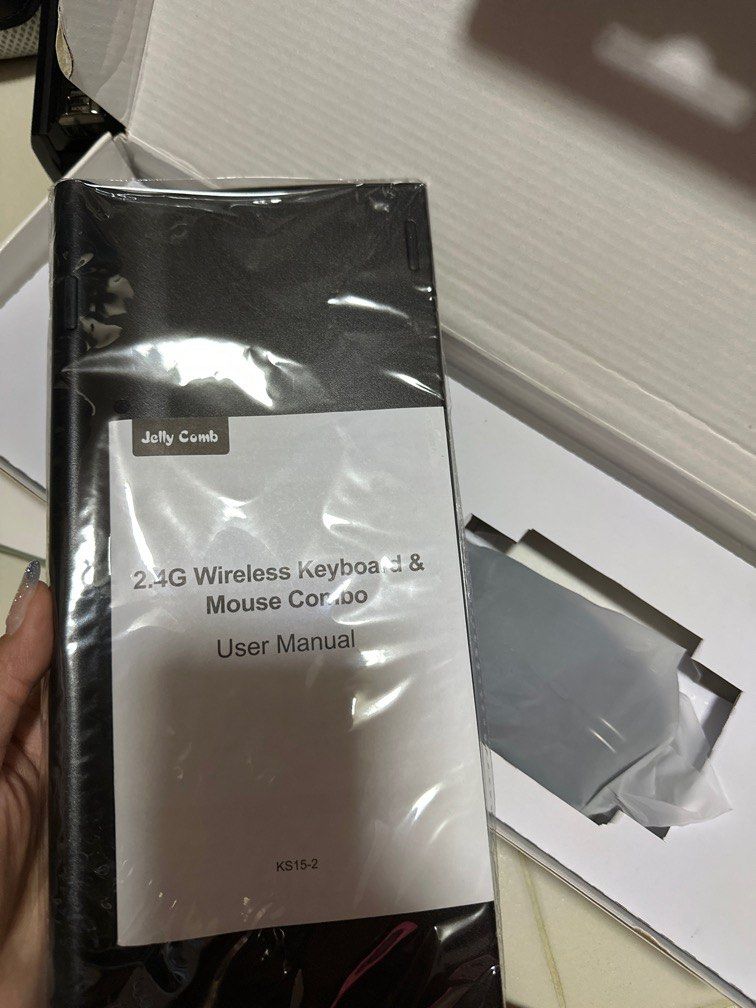 Jelly Comb
2.4G Wireless Keyboard &
Mouse Combo
User Manual
KS15-2